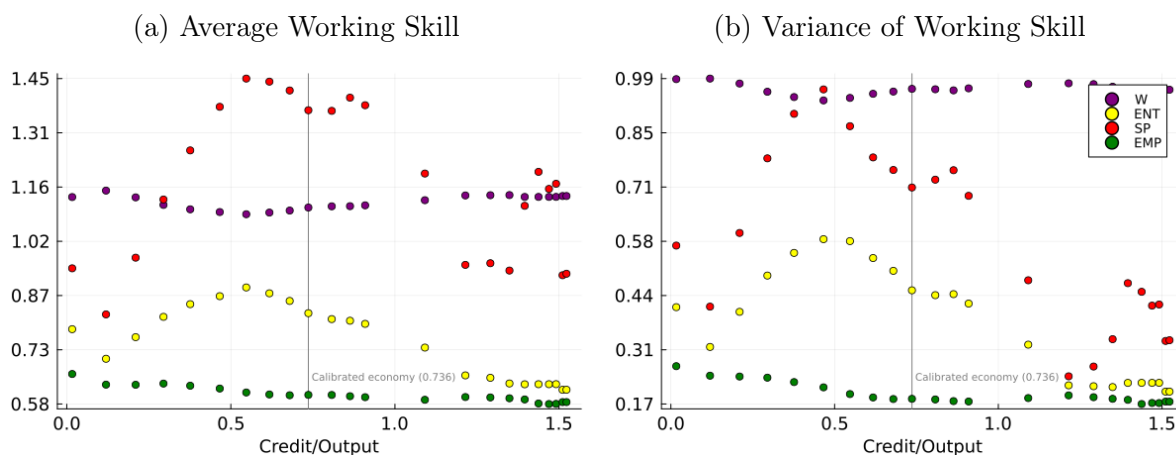 (a) Average Working Skill
(b) Variance of Working Skill
1.45
1.31
1.16
1.02
0.87
0.73
0.58
Calibrated economy (0.736)
0.0
0.5
1.0
1.5
Credit/Output
0.99
0.85
0.71
0.58
0.44
0.31
0.17
W
ENT
SP
EMP
Calibrated economy (0.736)
0.0
0.5
1.0
1.5
Credit/Output